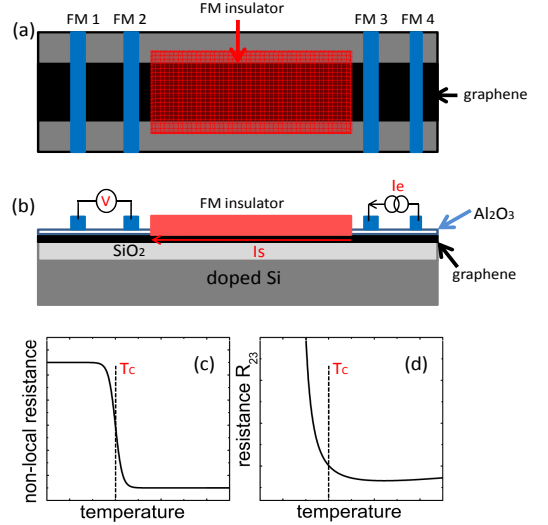 (a)
FM 1 FM 2
FM insulator
FM 3 FM 4
graphene
(b)
V
FM insulator
Ie
Al₂O₃
SiO₂
Is
graphene
doped Si
non-local resistance
Tc
(c)
temperature
resistance R₂₃
Tc
(d)
temperature